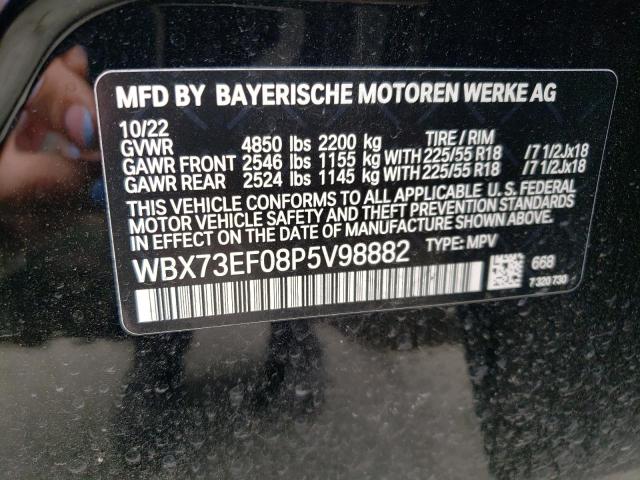 MFD BY BAYERISCHE MOTOREN WERKE AG
10/22
GVWR 4850 lbs 2200 kg TIRE / RIM
GAWR FRONT 2546 lbs 1155 kg WITH 225/55 R18 /7 1/2Jx18
GAWR REAR 2524 lbs 1145 kg WITH 225/55 R18 /7 1/2Jx18
THIS VEHICLE CONFORMS TO ALL APPLICABLE U. S. FEDERAL
MOTOR VEHICLE SAFETY AND THEFT PREVENTION STANDARDS
IN EFFECT ON THE DATE OF MANUFACTURE SHOWN ABOVE.
WBX73EF08P5V98882 TYPE: MPV
668
7 320 730